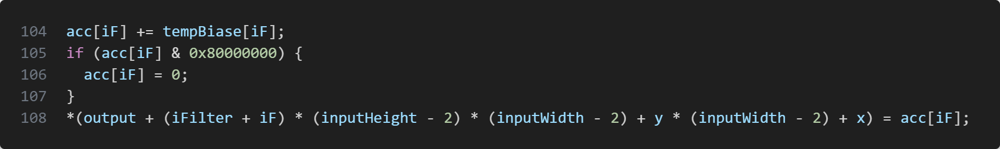 104 acc[iF] += tempBiase[iF];
105 if (acc[iF] & 0x80000000) {
106   acc[iF] = 0;
107 }
108 *(output + (iFilter + iF) * (inputHeight - 2) * (inputWidth - 2) + y * (inputWidth - 2) + x) = acc[iF];